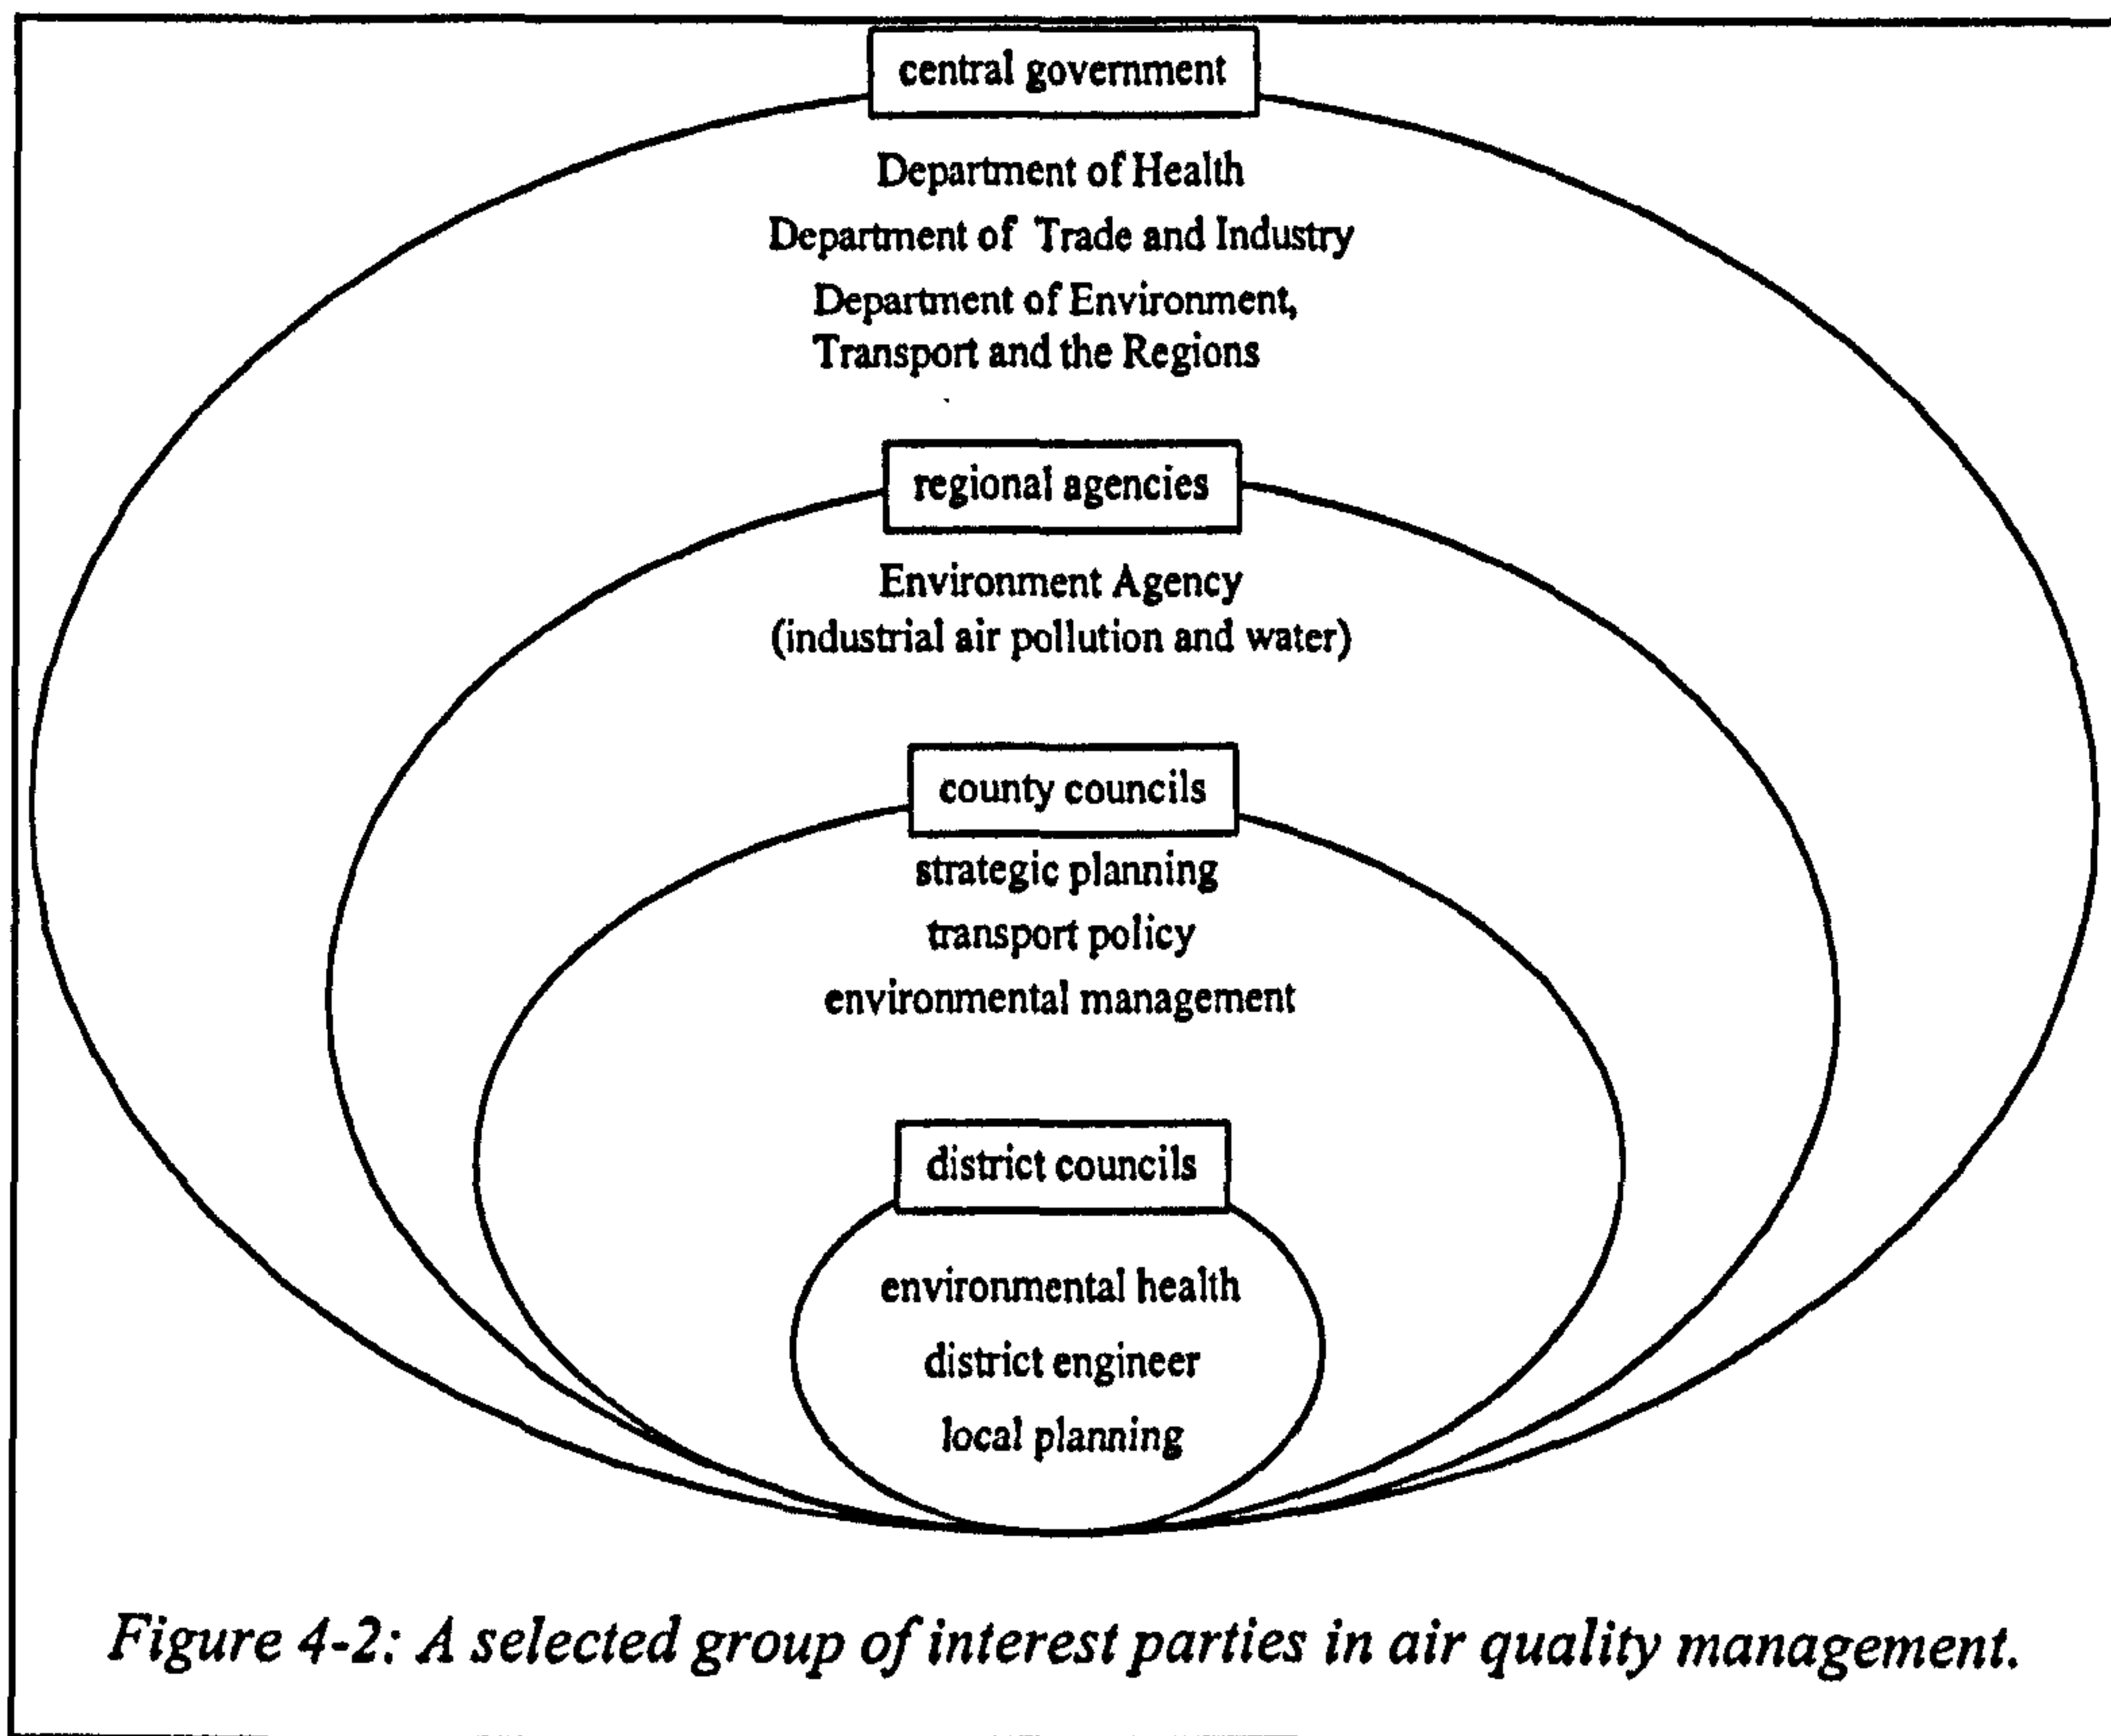 central government
Department of Health
Department of Trade and Industry
Department of Environment,
Transport and the Regions
regional agencies
Environment Agency
(industrial air pollution and water)
county councils
strategic planning
transport policy
environmental management
district councils
environmental health
district engineer
local planning
Figure 4-2: A selected group of interest parties in air quality management.